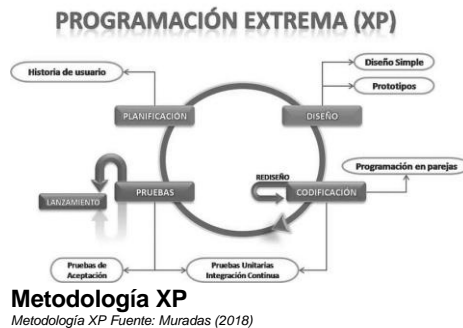 PROGRAMACIÓN EXTREMA (XP)
Historia de usuario
Diseño Simple
Prototipos
PLANIFICACIÓN
DISEÑO
Programación en parejas
REDISEÑO
LANZAMIENTO
PRUEBAS
CODIFICACIÓN
Pruebas de
Aceptación
Pruebas Unitarias
Integración Continua
Metodología XP
Metodología XP Fuente: Muradas (2018)